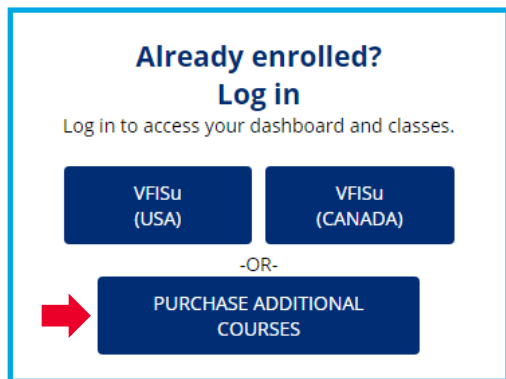 Already enrolled?
Log in
Log in to access your dashboard and classes.
VFISu
(USA)
VFISu
(CANADA)
-OR-
PURCHASE ADDITIONAL
COURSES